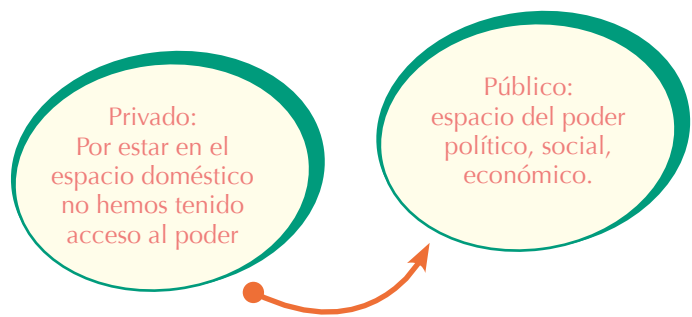 Privado:
Por estar en el
espacio doméstico
no hemos tenido
acceso al poder
Público:
espacio del poder
político, social,
económico.